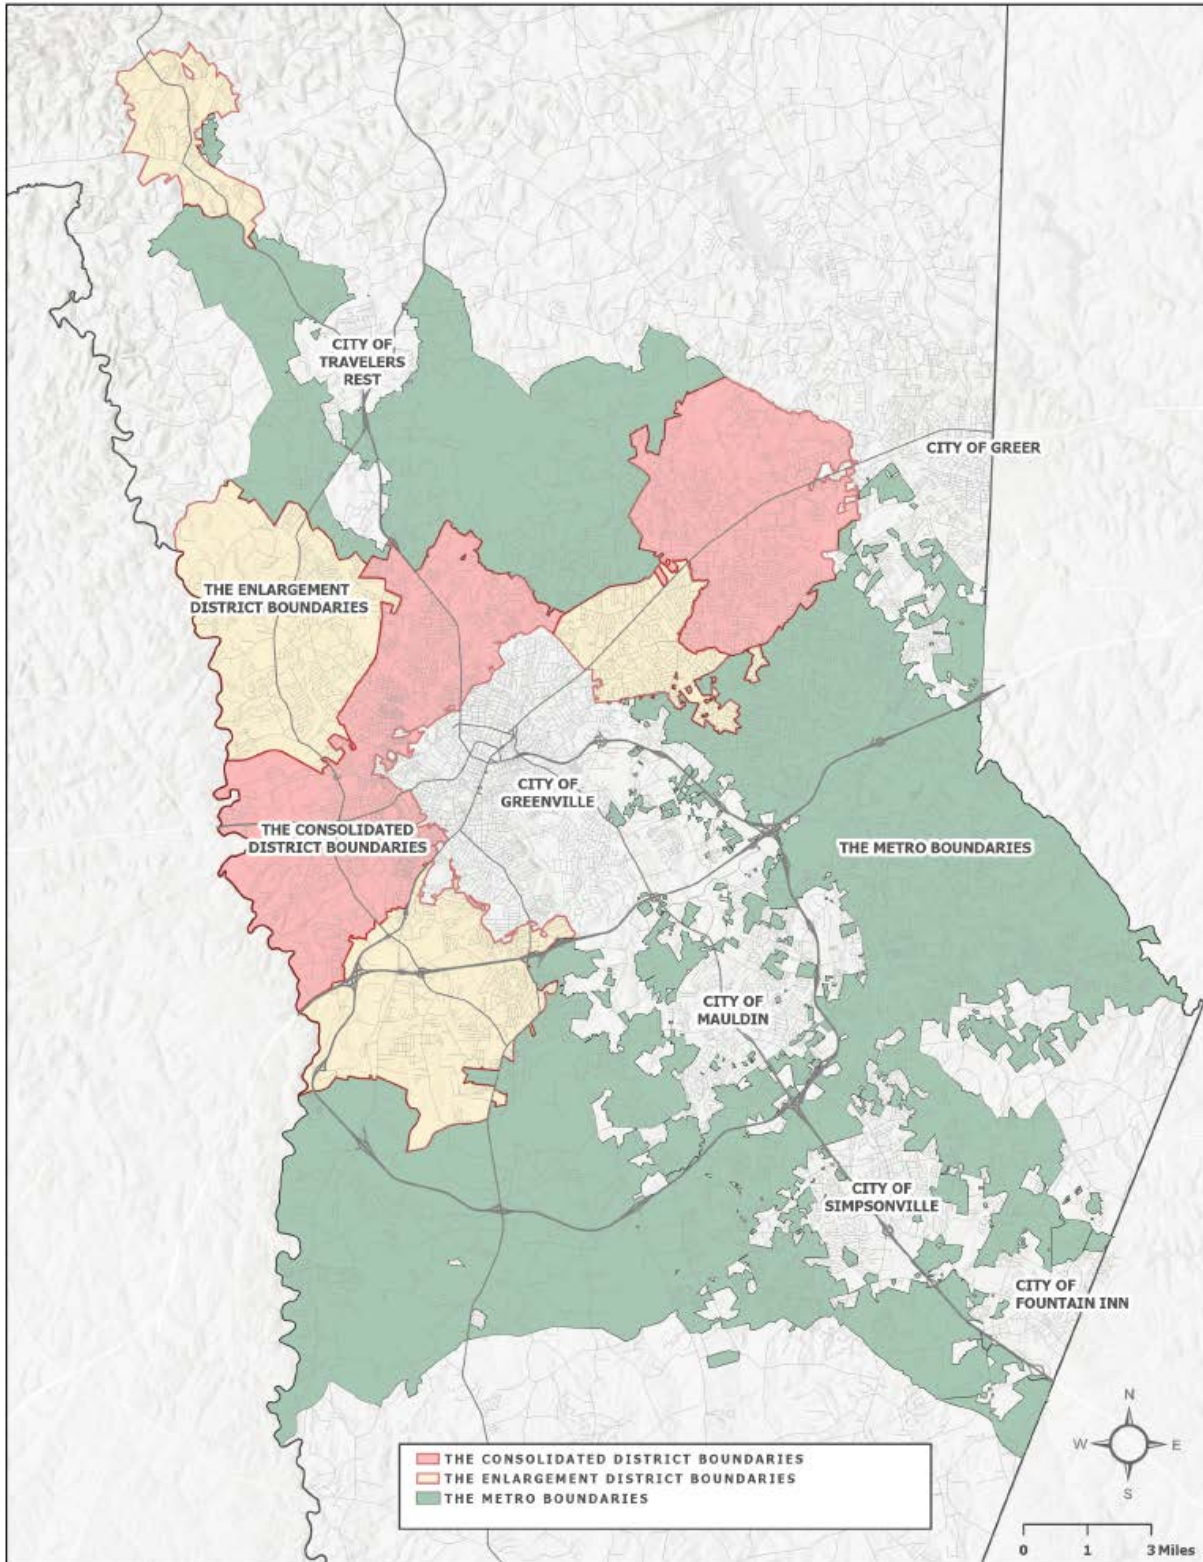 CITY OF
TRAVELERS
REST
CITY OF GREER
THE ENLARGEMENT
DISTRICT BOUNDARIES
CITY OF
GREENVILLE
THE CONSOLIDATED
DISTRICT BOUNDARIES
THE METRO BOUNDARIES
CITY OF
MAULDIN
CITY OF
SIMPSONVILLE
CITY OF
FOUNTAIN INN
N
W
E
S
THE CONSOLIDATED DISTRICT BOUNDARIES
THE ENLARGEMENT DISTRICT BOUNDARIES
THE METRO BOUNDARIES
0 1 3 Miles